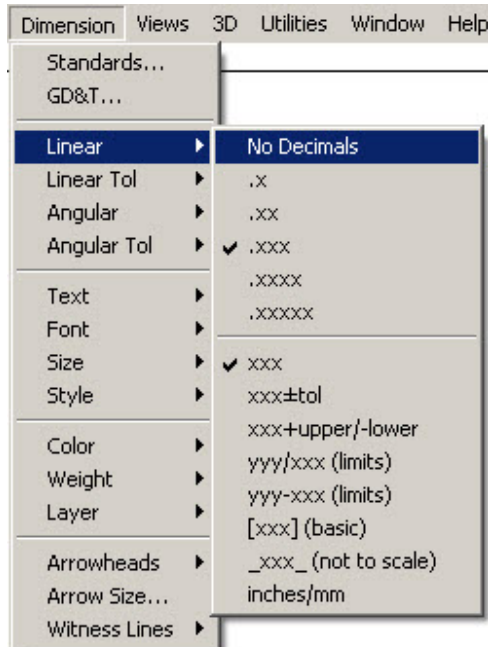 Dimension Views 3D Utilities Window Help
Standards...
GD&T...
Linear
Linear Tol
Angular
Angular Tol
Text
Font
Size
Style
Color
Weight
Layer
Arrowheads
Arrow Size...
Witness Lines
No Decimals
.x
.xx
.xxx
.xxxx
.xxxxx
xxx
xxx±tol
xxx+upper/-lower
yyy/xxx (limits)
yyy-xxx (limits)
[xxx] (basic)
_xxx_ (not to scale)
inches/mm